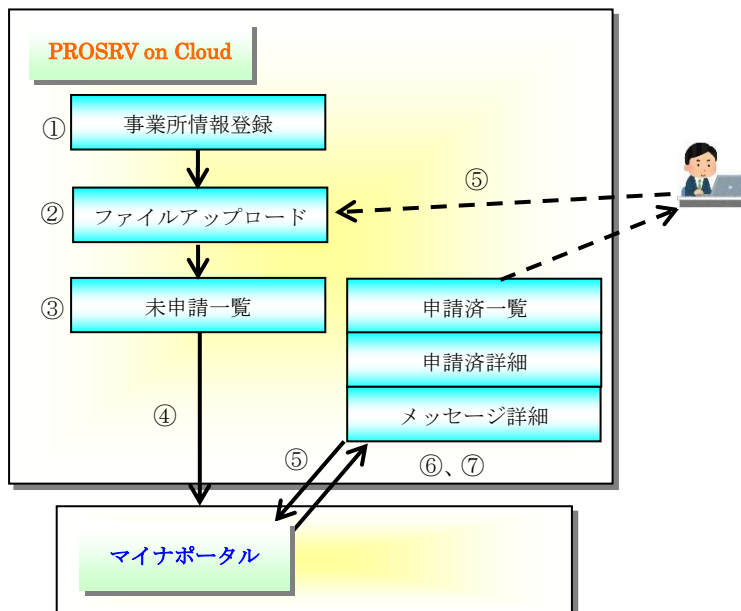 PROSRV on Cloud
①
事業所情報登録
②
ファイルアップロード
⑤
③
未申請一覧
申請済一覧
申請済詳細
④
メッセージ詳細
⑤
⑥、⑦
マイナポータル